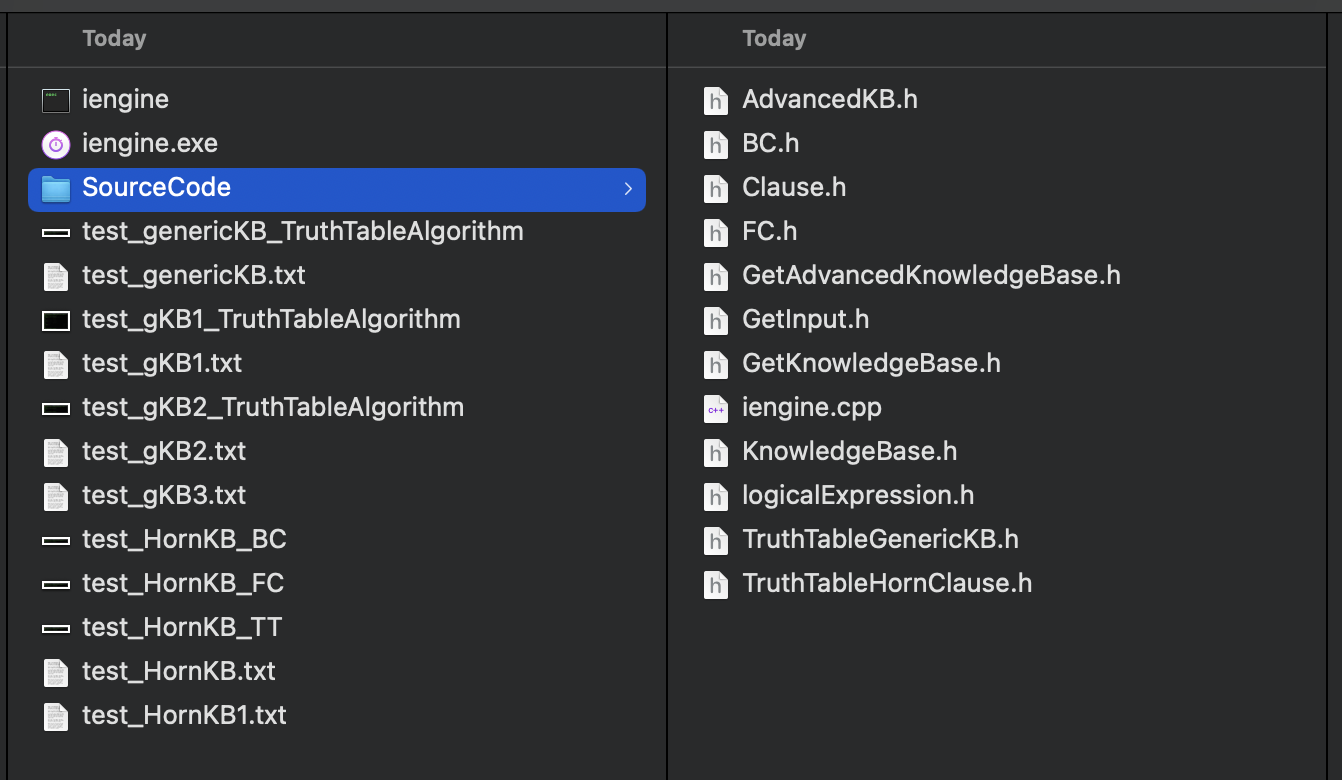 Today
iengine
iengine.exe
SourceCode
test_genericKB_TruthTableAlgorithm
test_genericKB.txt
test_gKB1_TruthTableAlgorithm
test_gKB1.txt
test_gKB2_TruthTableAlgorithm
test_gKB2.txt
test_gKB3.txt
test_HornKB_BC
test_HornKB_FC
test_HornKB_TT
test_HornKB.txt
test_HornKB1.txt
Today
h AdvancedKB.h
h BC.h
h Clause.h
h FC.h
h GetAdvancedKnowledgeBase.h
h GetInput.h
h GetKnowledgeBase.h
c++ iengine.cpp
h KnowledgeBase.h
h logicalExpression.h
h TruthTableGenericKB.h
h TruthTableHornClause.h